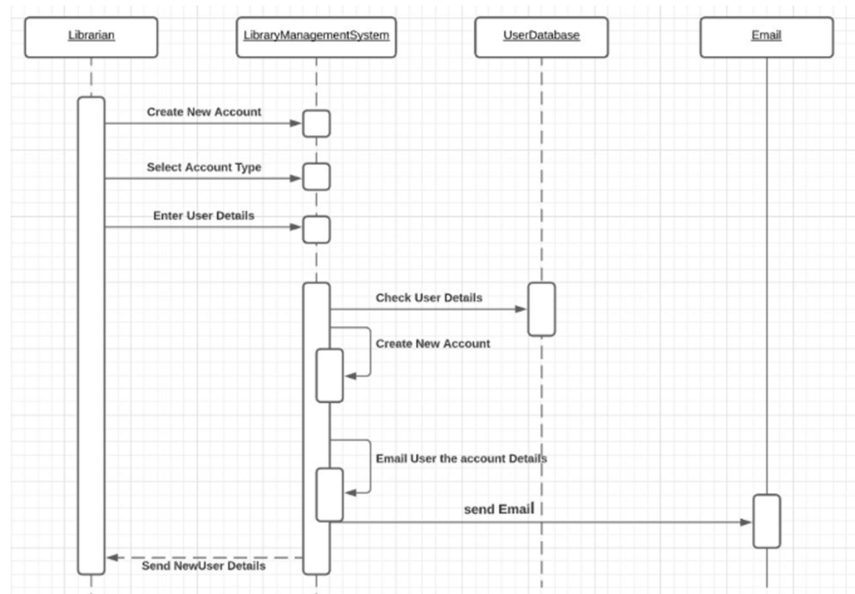 Librarian
LibraryManagementSystem
UserDatabase
Email
Create New Account
Select Account Type
Enter User Details
Check User Details
Create New Account
Email User the account Details
send Email
Send NewUser Details